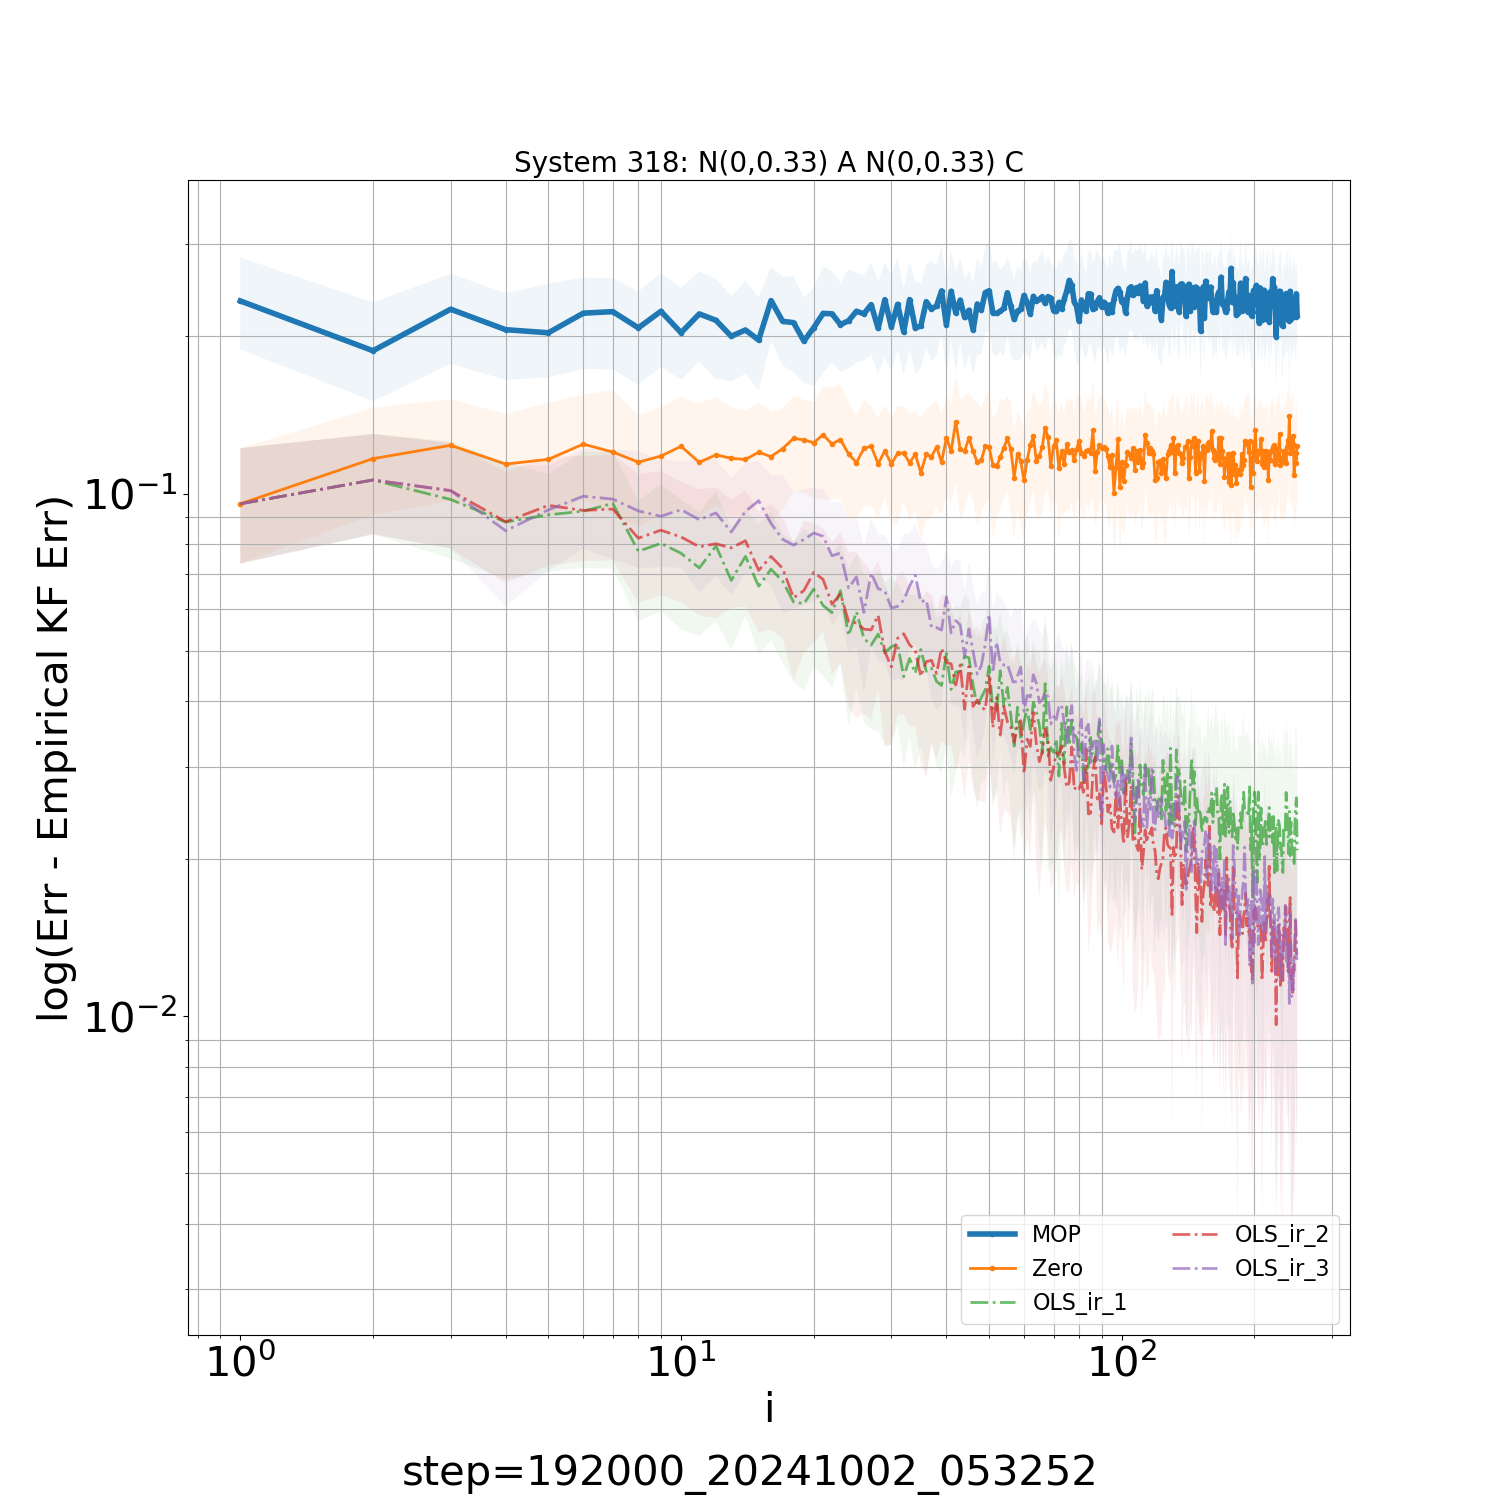 System 318: N(0,0.33) A N(0,0.33) C
log(Err - Empirical KF Err)
10⁻¹
10⁻²
MOP
Zero
OLS_ir_1
OLS_ir_2
OLS_ir_3
10⁰ 10¹ 10²
i
step=192000_20241002_053252